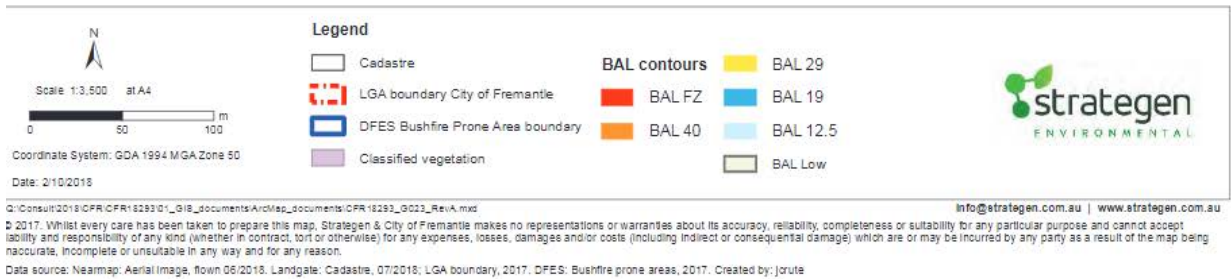 N
Scale 1:3,500 at A4
m
0 50 100
Coordinate System: GDA 1994 MGA Zone 50
Date: 2/10/2018
Legend
Cadastre
LGA boundary City of Fremantle
DFES Bushfire Prone Area boundary
Classified vegetation
BAL contours
BAL FZ
BAL 40
BAL 29
BAL 19
BAL 12.5
BAL Low
strategen
ENVIRONMENTAL
Q:\Consult\2018\CFR\CFR18293\01_GIS_documents\ArcMap_documents\CFR18293_G023_RevA.mxd
info@strategen.com.au | www.strategen.com.au
© 2017. Whilst every care has been taken to prepare this map, Strategen & City of Fremantle makes no representations or warranties about its accuracy, reliability, completeness or suitability for any particular purpose and cannot accept
liability and responsibility of any kind (whether in contract, tort or otherwise) for any expenses, losses, damages and/or costs (including indirect or consequential damage) which are or may be incurred by any party as a result of the map being
inaccurate, incomplete or unsuitable in any way and for any reason.
Data source: Nearmap: Aerial image, flown 06/2018. Landgate: Cadastre, 07/2018; LGA boundary, 2017. DFES: Bushfire prone areas, 2017. Created by: jcrute